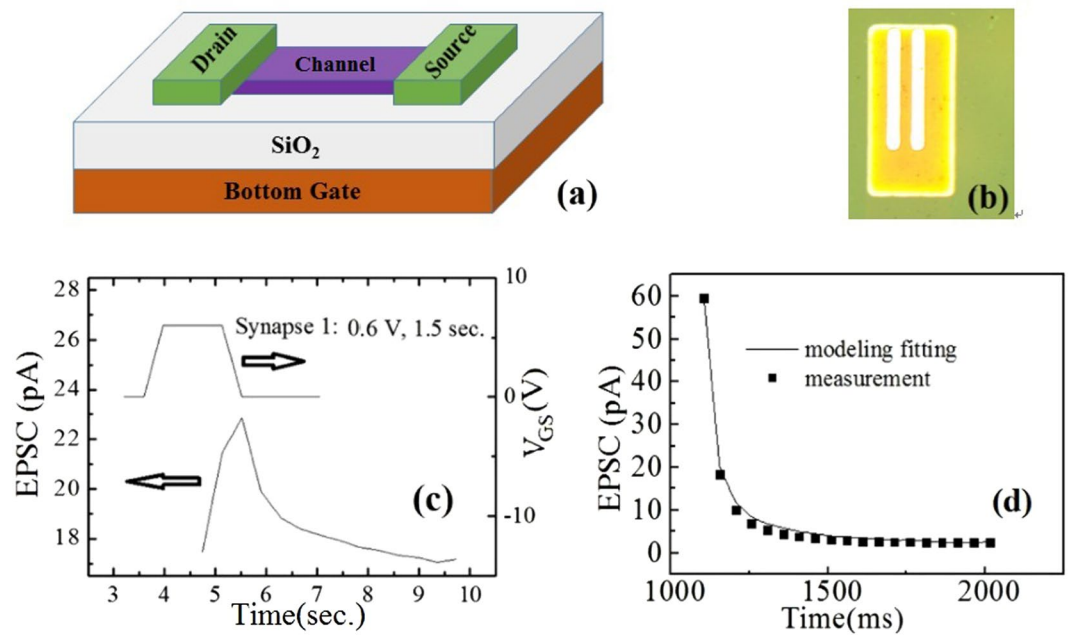 Drain
Channel
Source
SiO₂
Bottom Gate
(a)
(b)
28
26
24
22
20
18
EPSC (pA)
3 4 5 6 7 8 9 10
Time(sec.)
10
0
-10
V_GS(V)
Synapse 1: 0.6 V, 1.5 sec.
(c)
60
50
40
30
20
10
0
EPSC (pA)
1000 1500 2000
Time(ms)
modeling fitting
measurement
(d)